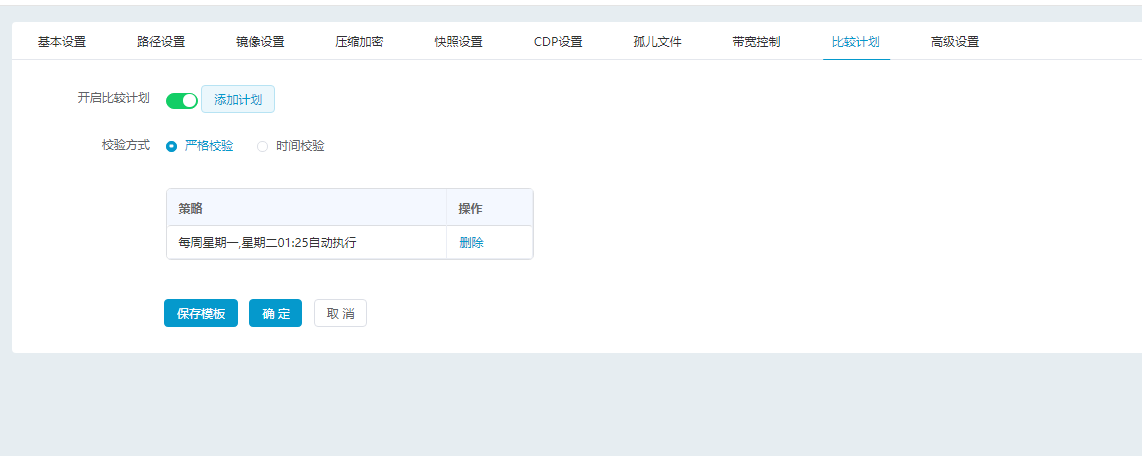 基本设置 路径设置 镜像设置 压缩加密 快照设置 CDP设置 孤儿文件 带宽控制 比较计划 高级设置
开启比较计划 添加计划
校验方式 严格校验 时间校验
策略 操作
每周星期一,星期二01:25自动执行 删除
保存模板 确 定 取 消